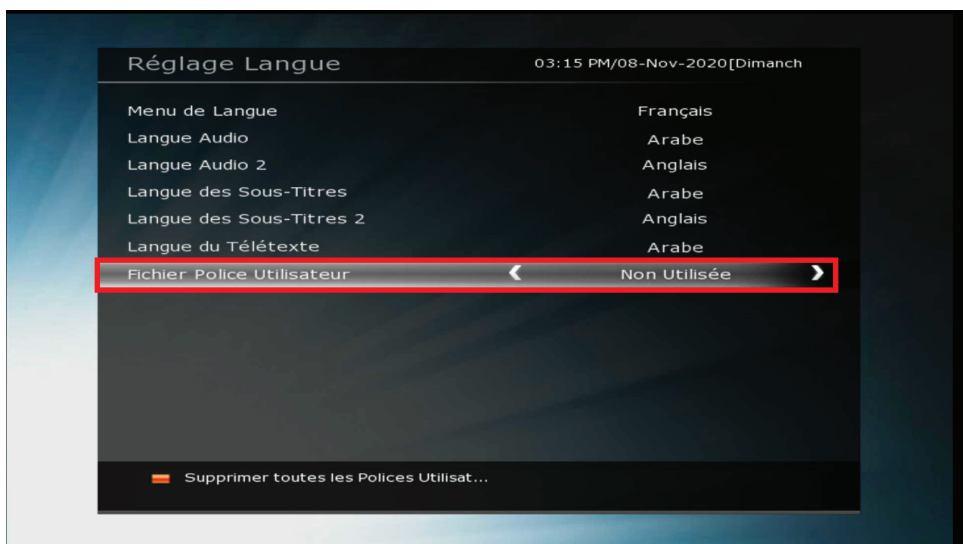 Réglage Langue 03:15 PM/08-Nov-2020[Dimanch
Menu de Langue Français
Langue Audio Arabe
Langue Audio 2 Anglais
Langue des Sous-Titres Arabe
Langue des Sous-Titres 2 Anglais
Langue du Télétexte Arabe
Fichier Police Utilisateur Non Utilisée
Supprimer toutes les Polices Utilisat...